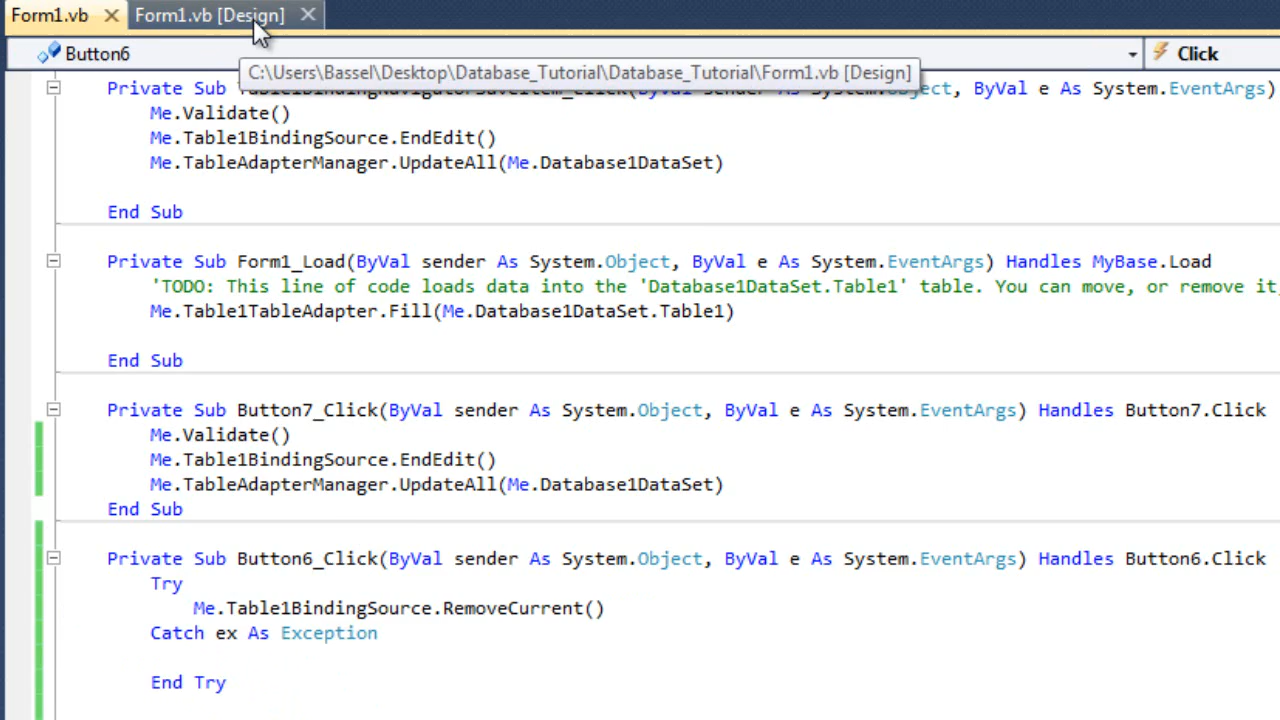 Form1.vb
Form1.vb [Design]
Button6
Click
C:\Users\Bassel\Desktop\Database_Tutorial\Database_Tutorial\Form1.vb [Design]
Private Sub Table1BindingNavigatorSaveItem_Click(ByVal sender As System.Object, ByVal e As System.EventArgs)
Me.Validate()
Me.Table1BindingSource.EndEdit()
Me.TableAdapterManager.UpdateAll(Me.Database1DataSet)
End Sub
Private Sub Form1_Load(ByVal sender As System.Object, ByVal e As System.EventArgs) Handles MyBase.Load
'TODO: This line of code loads data into the 'Database1DataSet.Table1' table. You can move, or remove it,
Me.Table1TableAdapter.Fill(Me.Database1DataSet.Table1)
End Sub
Private Sub Button7_Click(ByVal sender As System.Object, ByVal e As System.EventArgs) Handles Button7.Click
Me.Validate()
Me.Table1BindingSource.EndEdit()
Me.TableAdapterManager.UpdateAll(Me.Database1DataSet)
End Sub
Private Sub Button6_Click(ByVal sender As System.Object, ByVal e As System.EventArgs) Handles Button6.Click
Try
Me.Table1BindingSource.RemoveCurrent()
Catch ex As Exception
End Try